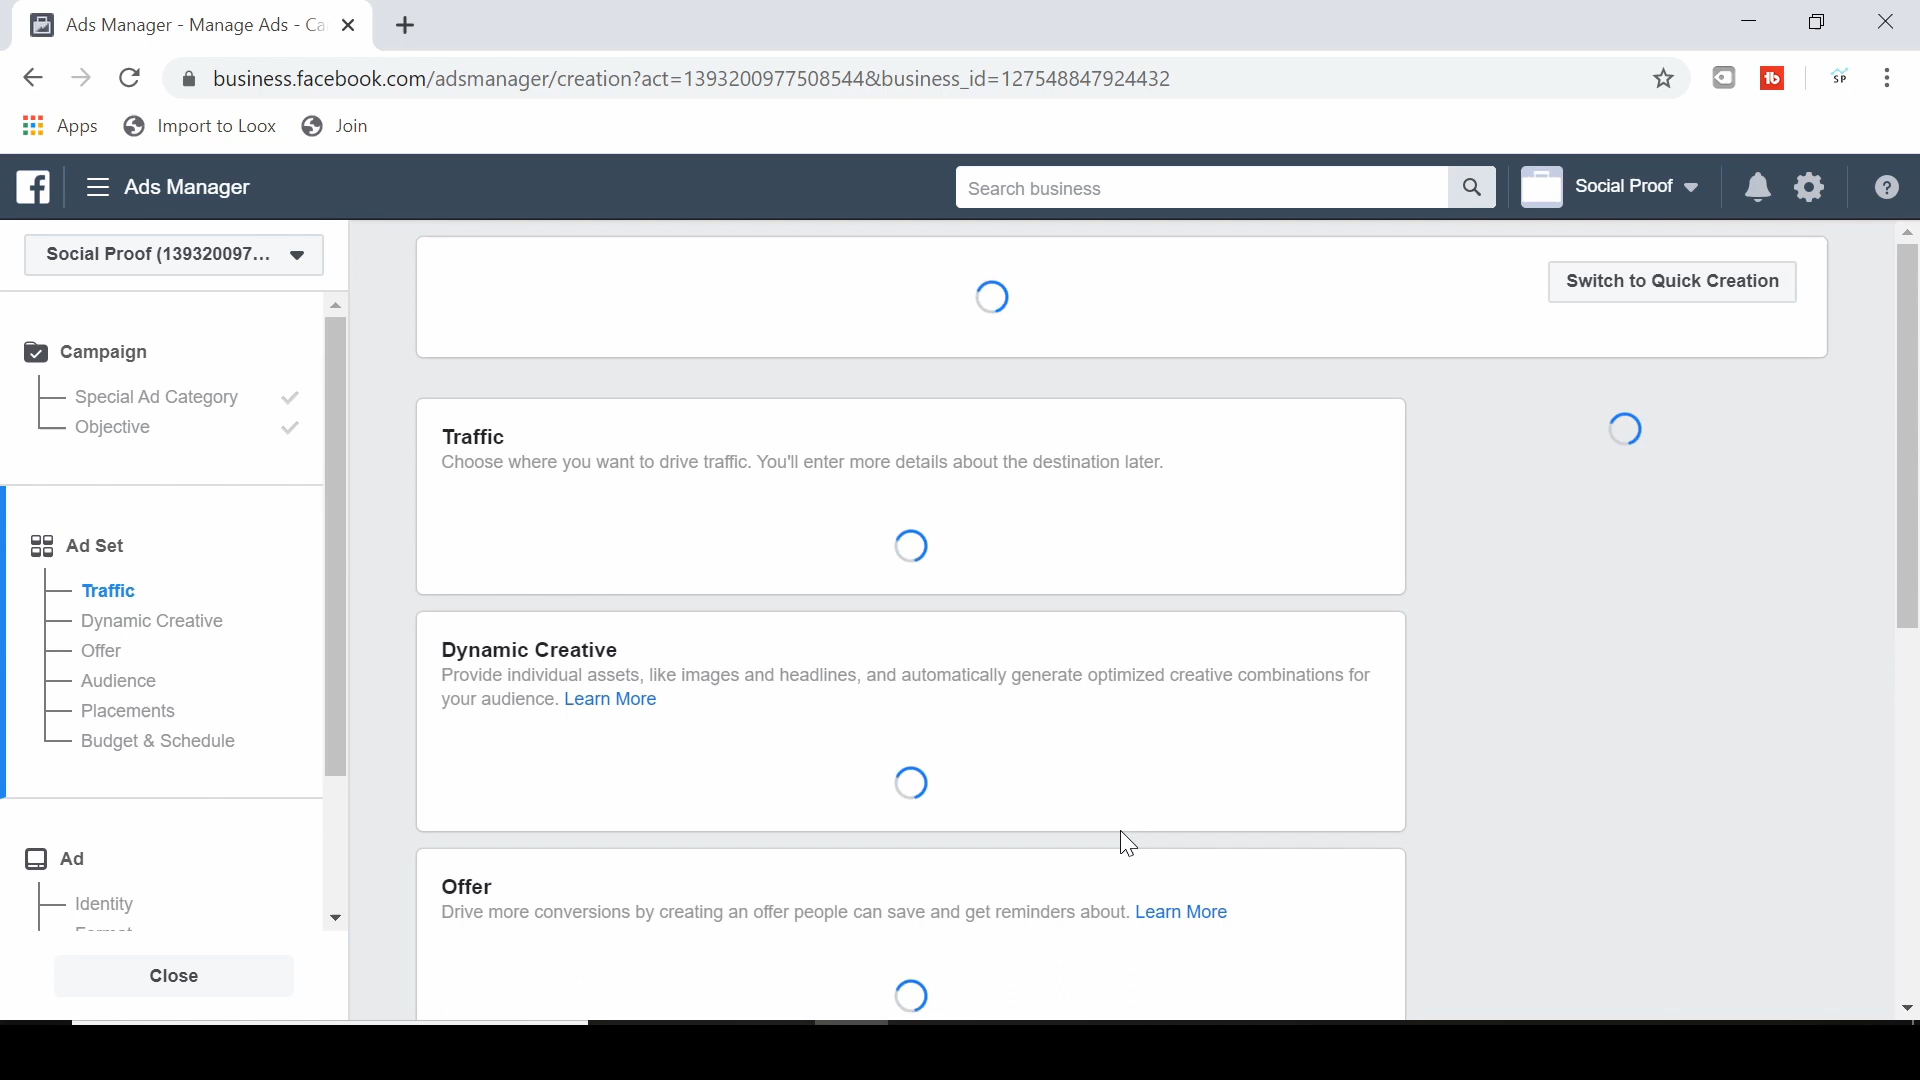 Ads Manager - Manage Ads - Ca
business.facebook.com/adsmanager/creation?act=139320097750854&business_id=127548847924432
Apps
Import to Loox
Join
SP
Ads Manager
Search business
Social Proof
Social Proof (139320097...
Switch to Quick Creation
Campaign
Special Ad Category
Objective
Ad Set
Traffic
Dynamic Creative
Offer
Audience
Placements
Budget & Schedule
Ad
Identity
Format
Close
Traffic
Choose where you want to drive traffic. You'll enter more details about the destination later.
Dynamic Creative
Provide individual assets, like images and headlines, and automatically generate optimized creative combinations for
your audience. Learn More
Offer
Drive more conversions by creating an offer people can save and get reminders about. Learn More